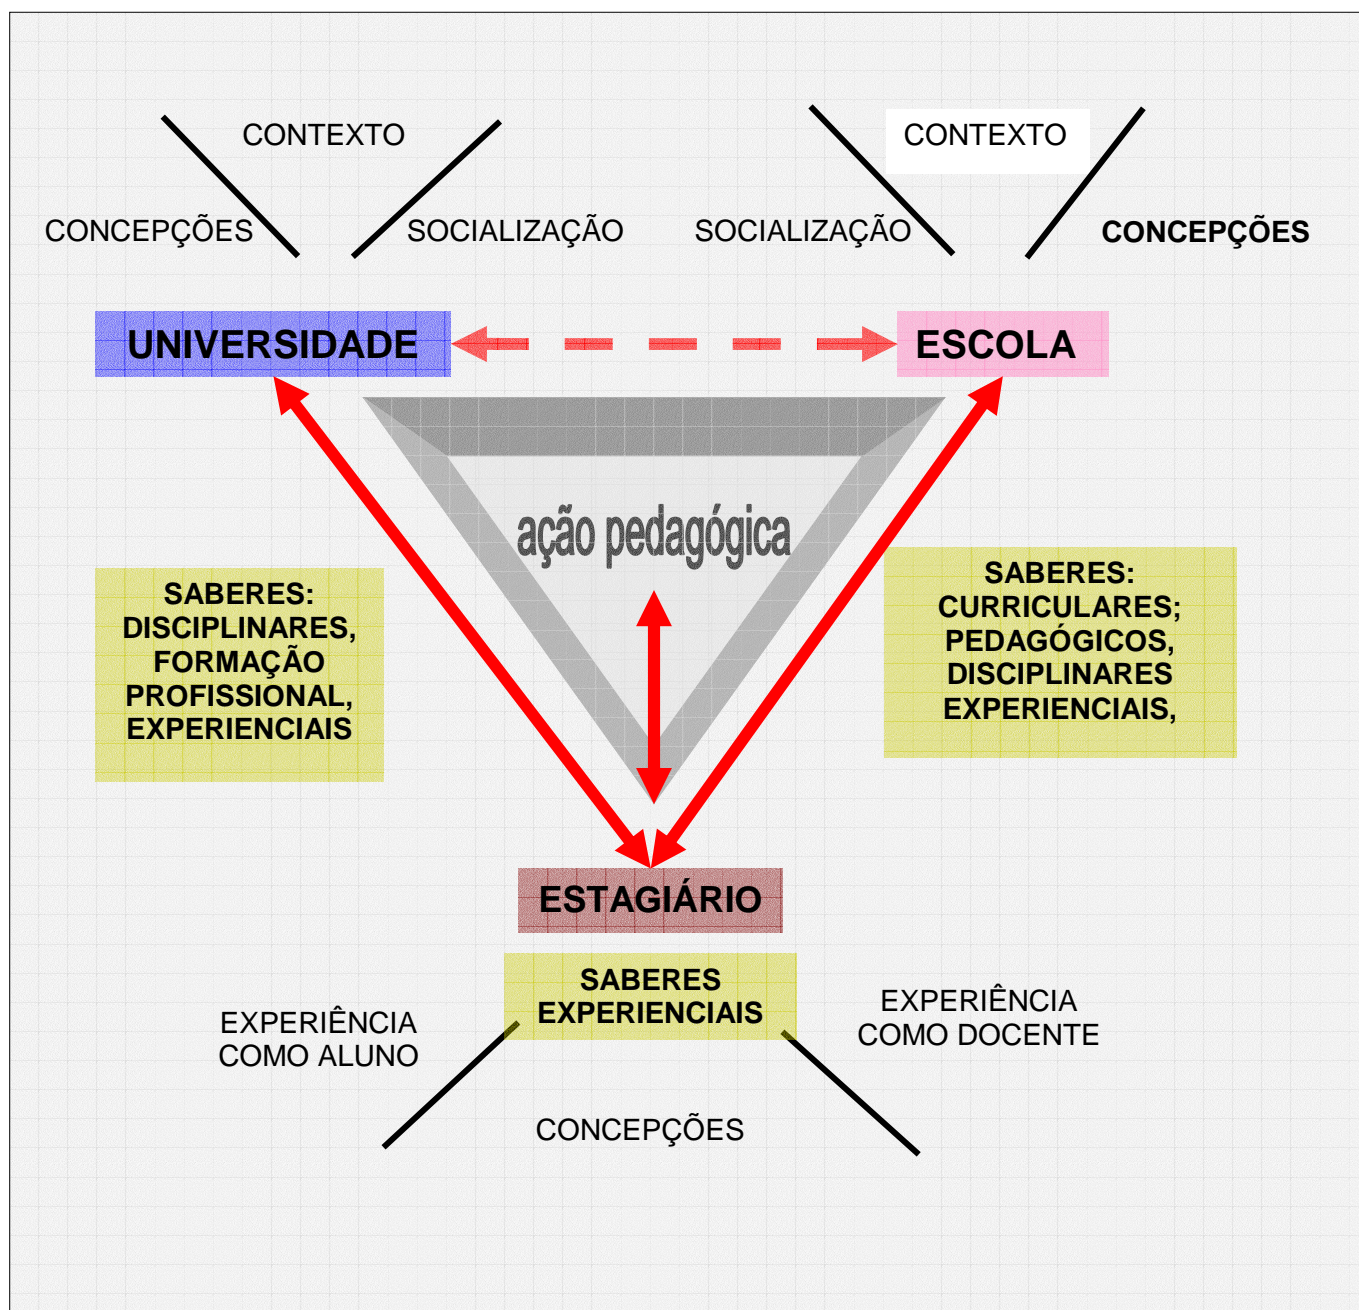 CONTEXTO
CONTEXTO
CONCEPÇÕES
SOCIALIZAÇÃO
SOCIALIZAÇÃO
CONCEPÇÕES
UNIVERSIDADE
ESCOLA
ação pedagógica
SABERES:
DISCIPLINARES,
FORMAÇÃO
PROFISSIONAL,
EXPERIENCIAIS
SABERES:
CURRICULARES;
PEDAGÓGICOS,
DISCIPLINARES
EXPERIENCIAIS,
ESTAGIÁRIO
SABERES
EXPERIENCIAIS
EXPERIÊNCIA
COMO ALUNO
EXPERIÊNCIA
COMO DOCENTE
CONCEPÇÕES